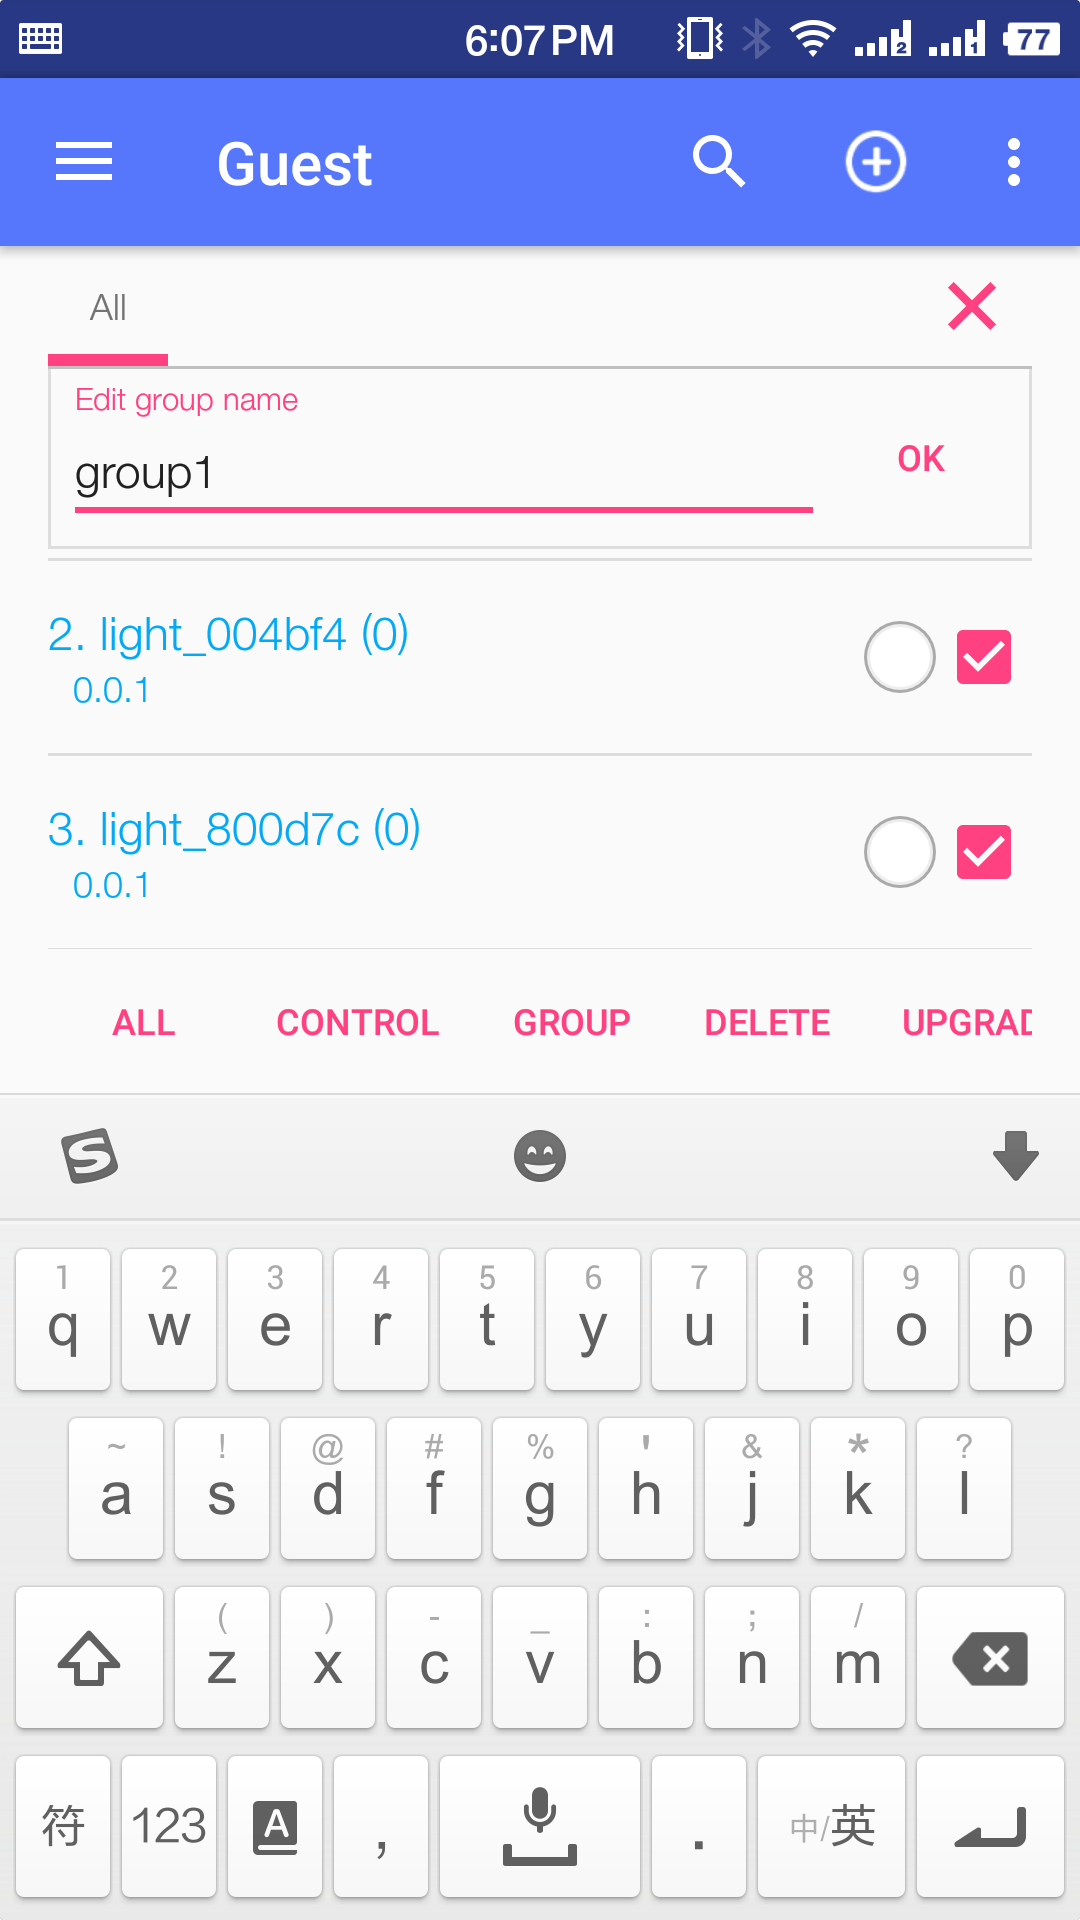 6:07 PM 2 1 77
Guest
All
Edit group name
group1
OK
2. light_004bf4 (0)
0.0.1
3. light_800d7c (0)
0.0.1
ALL CONTROL GROUP DELETE UPGRAD
S
1 2 3 4 5 6 7 8 9 0
q w e r t y u i o p
~ ! @ # % ' & * ?
a s d f g h j k l
( ) - _ : ; /
z x c v b n m
符 123 A , . 中/英